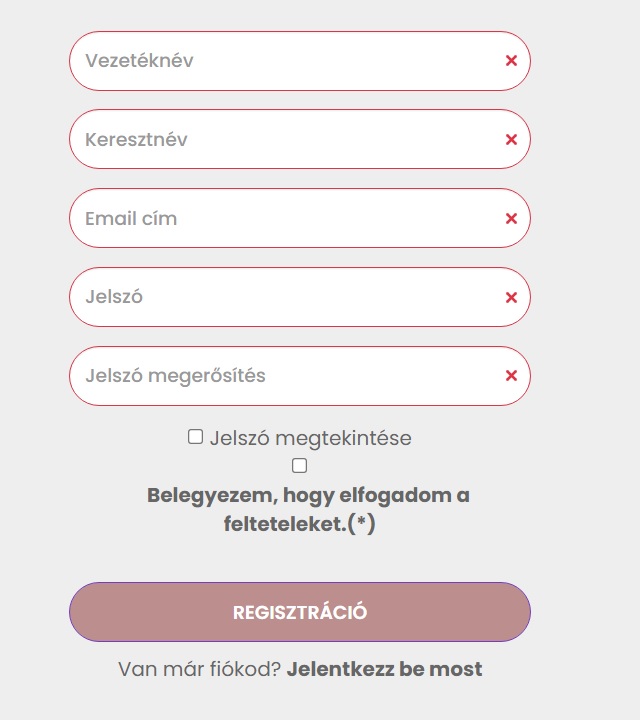 Vezetéknév
Keresztnév
Email cím
Jelszó
Jelszó megerősítés
Jelszó megtekintése
Belegyezem, hogy elfogadom a
felteteleket.(*)
REGISZTRÁCIÓ
Van már fiókod? Jelentkezz be most